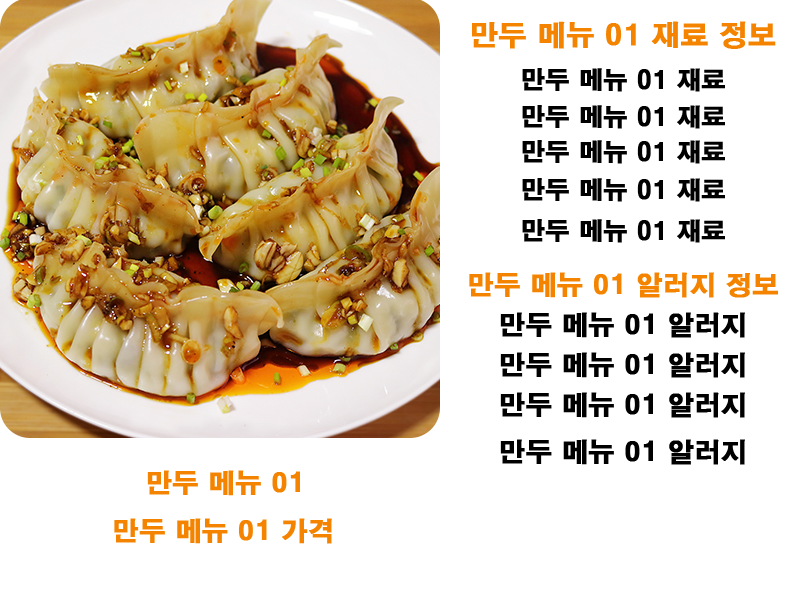 만두 메뉴 01 재료 정보
만두 메뉴 01 재료
만두 메뉴 01 재료
만두 메뉴 01 재료
만두 메뉴 01 재료
만두 메뉴 01 재료
만두 메뉴 01 알러지 정보
만두 메뉴 01 알러지
만두 메뉴 01 알러지
만두 메뉴 01 알러지
만두 메뉴 01 알러지
만두 메뉴 01
만두 메뉴 01 가격